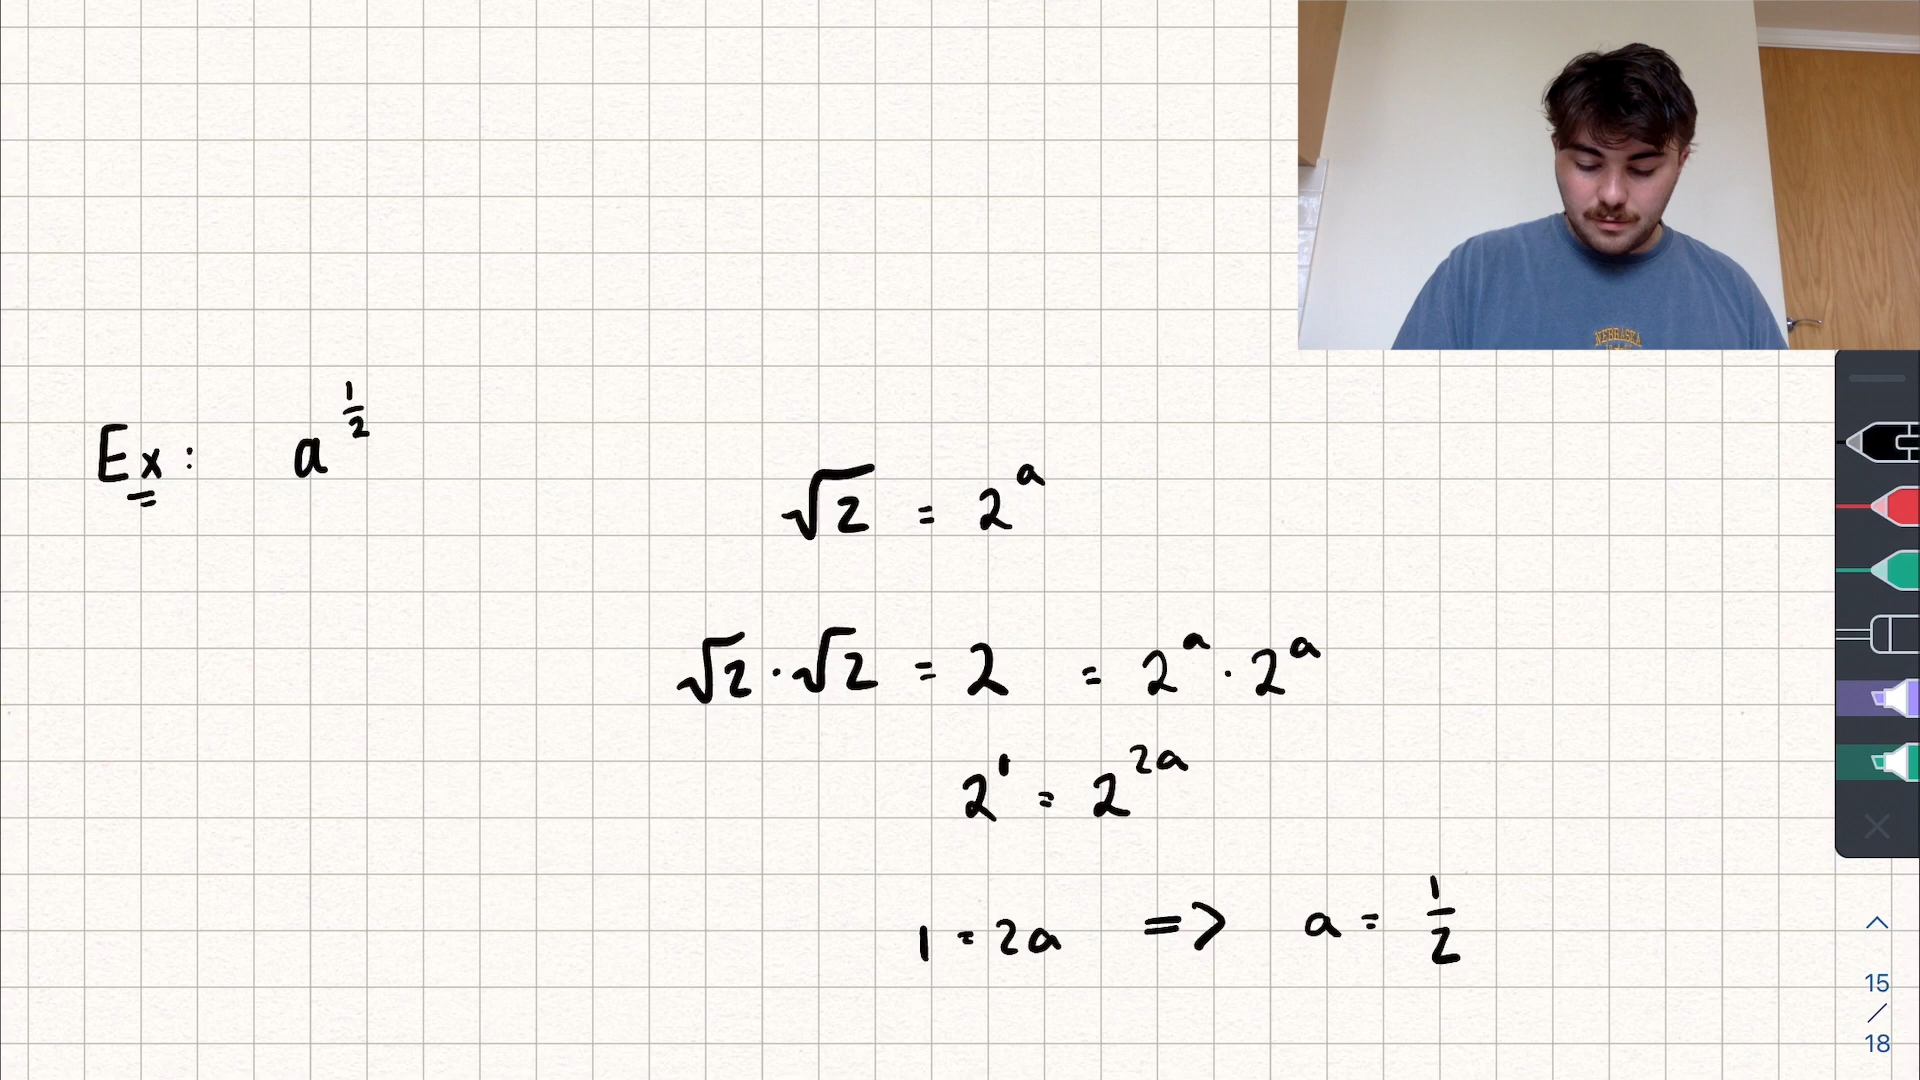 NEBRASKA
Ex: a^{1/2}
√2 = 2^a
√2 · √2 = 2 = 2^a · 2^a
2^1 = 2^{2a}
1 = 2a => a = 1/2
15
/
18